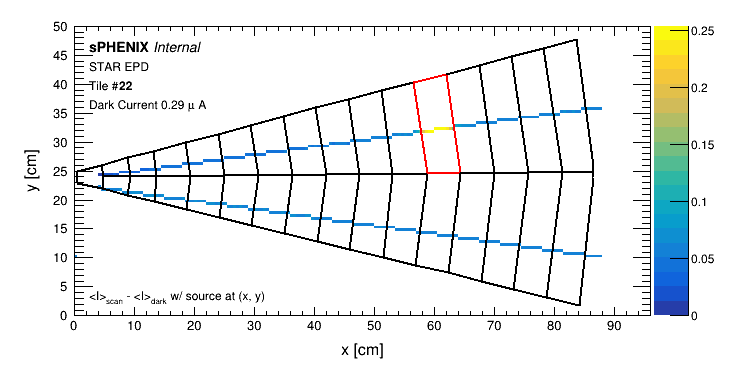 sPHENIX Internal
STAR EPD
Tile #22
Dark Current 0.29 μ A
<I>scan - <I>dark w/ source at (x, y)
y [cm]
50
45
40
35
30
25
20
15
10
5
0
0 10 20 30 40 50 60 70 80 90
x [cm]
0.25
0.2
0.15
0.1
0.05
0